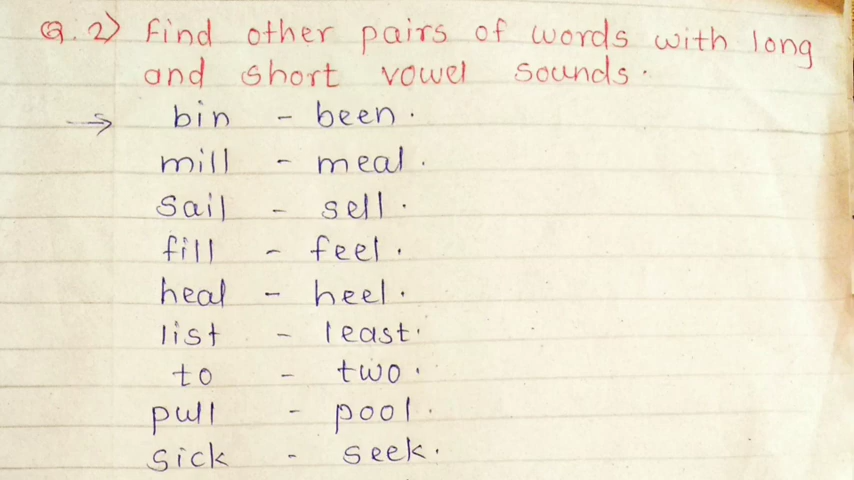 Q. 2) Find other pairs of words with long
and short vowel sounds.
→ bin - been.
mill - meal.
sail - sell.
fill - feel.
heal - heel.
list - least.
to - two.
pull - pool.
sick - seek.